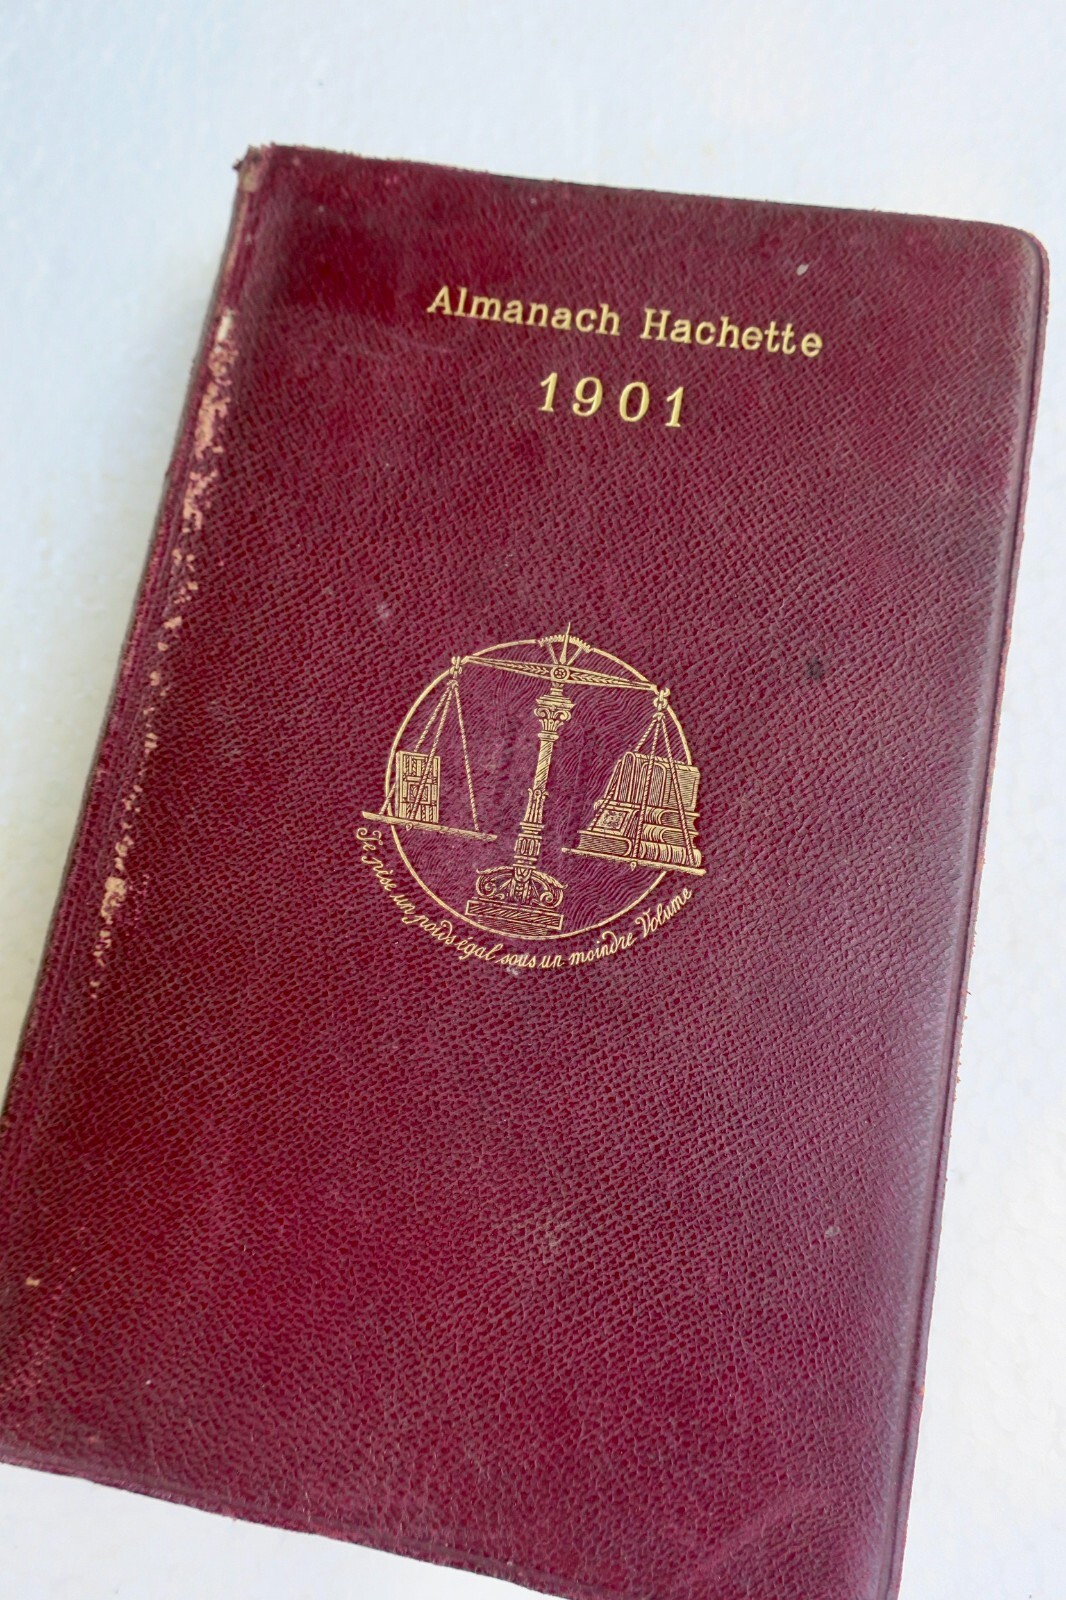 Almanach Hachette
1901
Je pèse un poids égal sous un moindre Volume